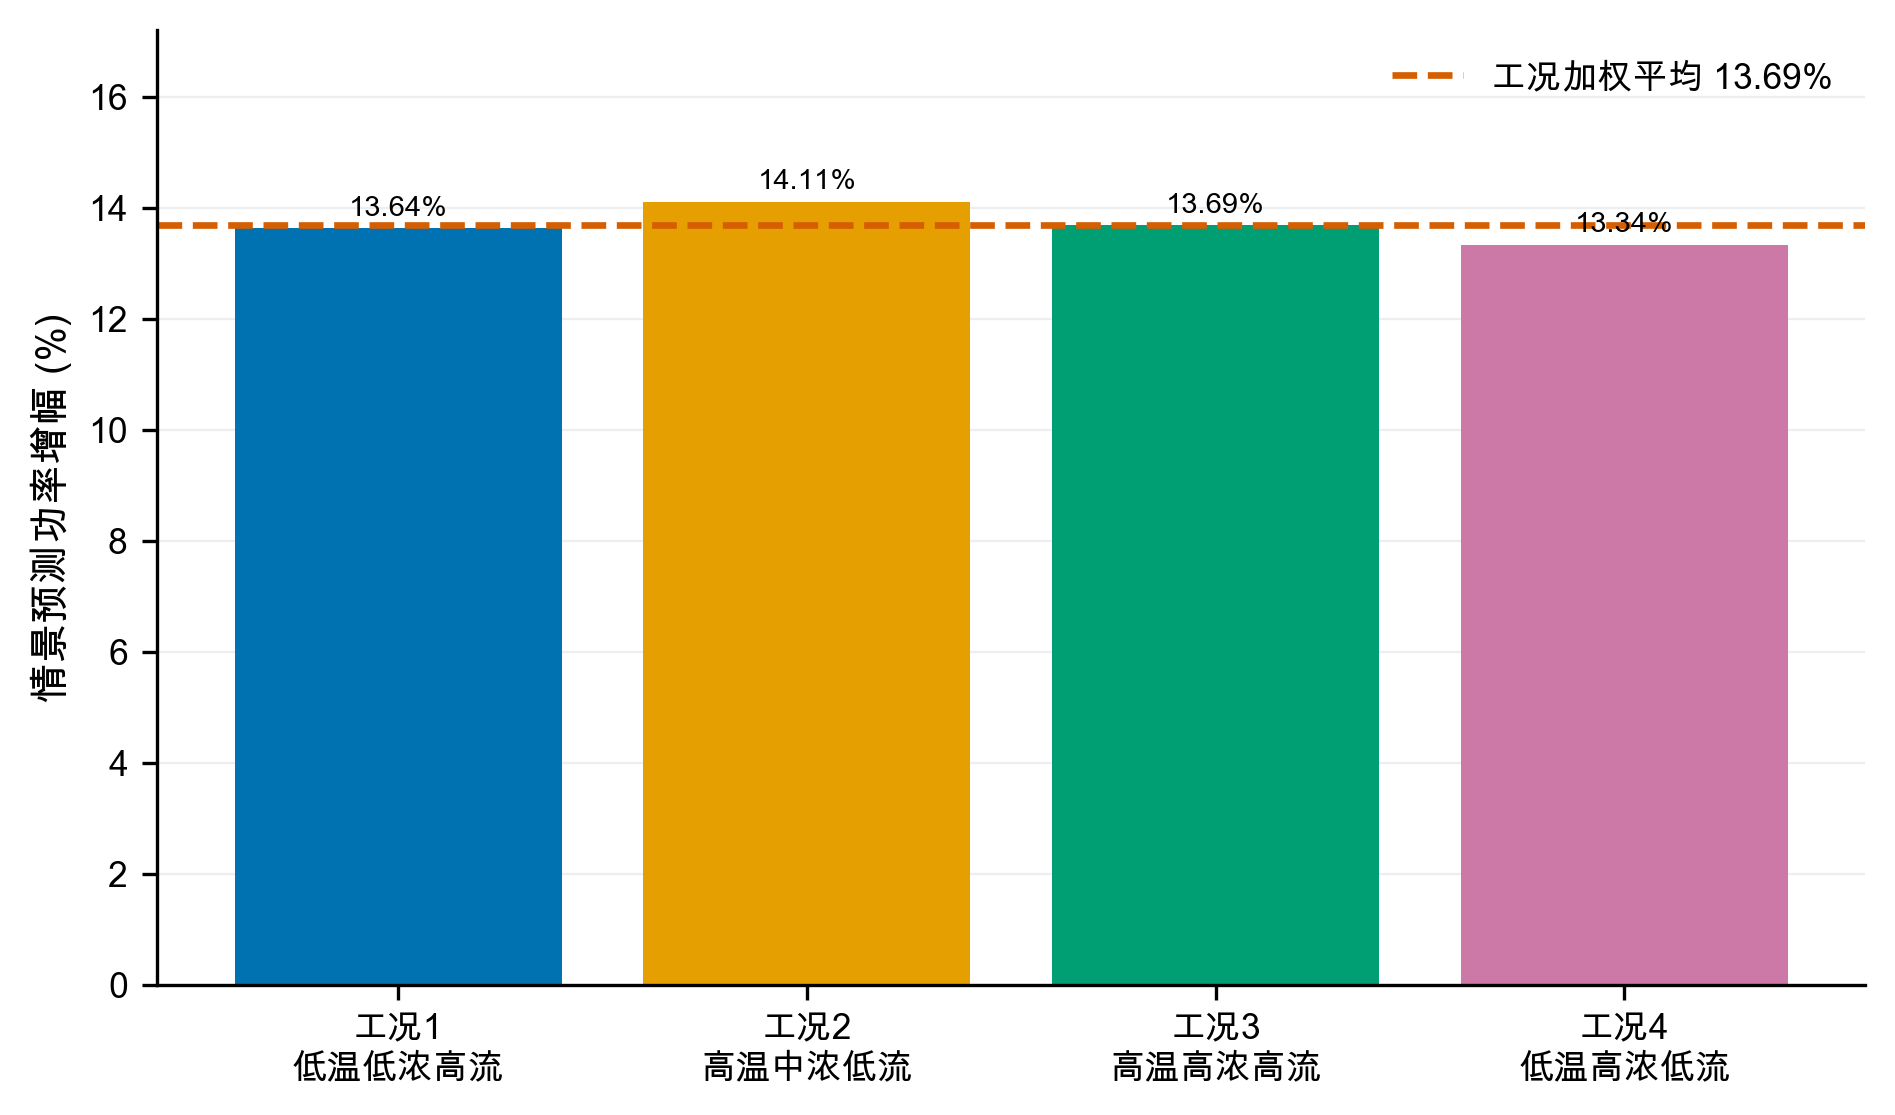 工况加权平均 13.69%
情景预测功率增幅 (%)
16
14
12
10
8
6
4
2
0
13.64%
14.11%
13.69%
13.34%
工况1
低温低浓高流
工况2
高温中浓低流
工况3
高温高浓高流
工况4
低温高浓低流